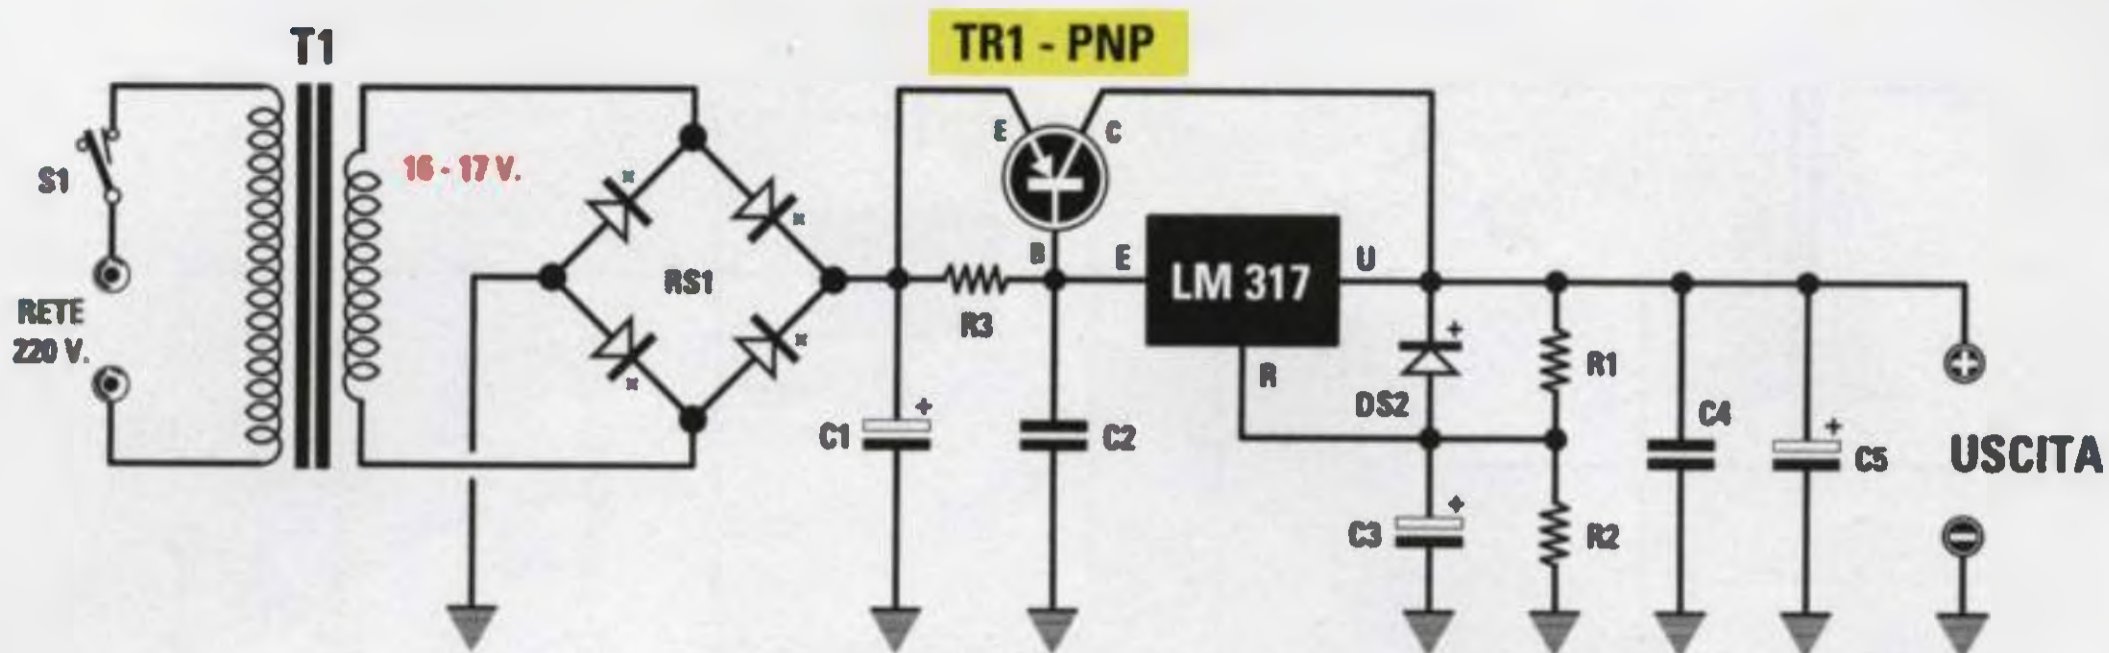 T1
TR1 - PNP
S1
16 - 17 V.
E
C
B
RETE
220 V.
RS1
R3
E
LM 317
U
R
DS2
+
R1
C1
+
C2
C3
+
R2
C4
C5
+
+
-
USCITA